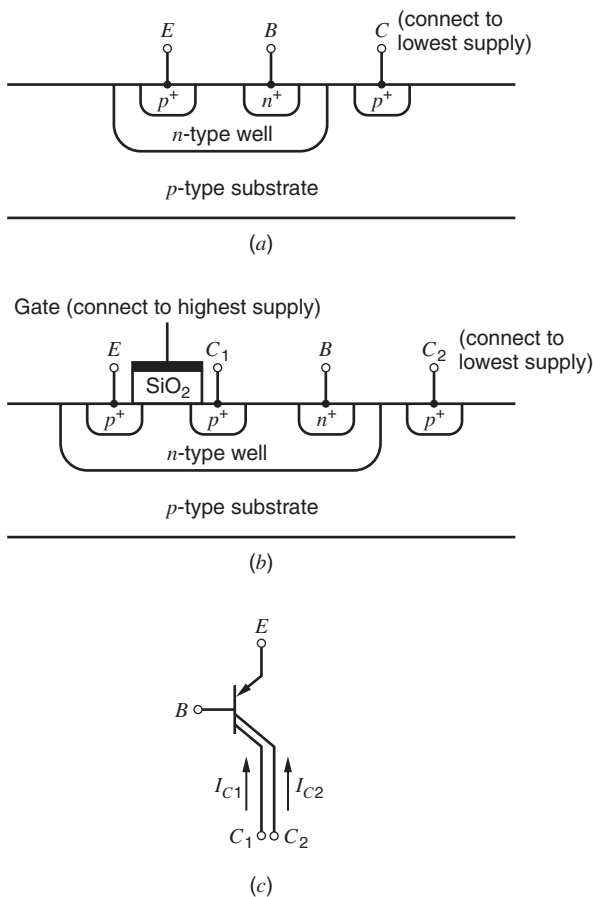 E B C (connect to
lowest supply)
p+ n+ p+
n-type well
p-type substrate
(a)
Gate (connect to highest supply)
E C1 B C2 (connect to
lowest supply)
SiO2
p+ p+ n+ p+
n-type well
p-type substrate
(b)
E
B
IC1 IC2
C1 C2
(c)